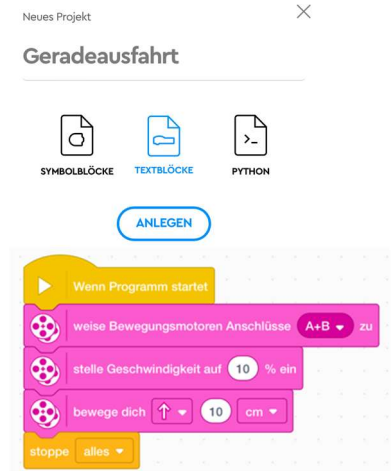 Neues Projekt
Geradeausfahrt
SYMBOLBLÖCKE TEXTBLÖCKE PYTHON
ANLEGEN
Wenn Programm startet
weise Bewegungsmotoren Anschlüsse A+B zu
stelle Geschwindigkeit auf 10 % ein
bewege dich ↑ 10 cm
stoppe alles